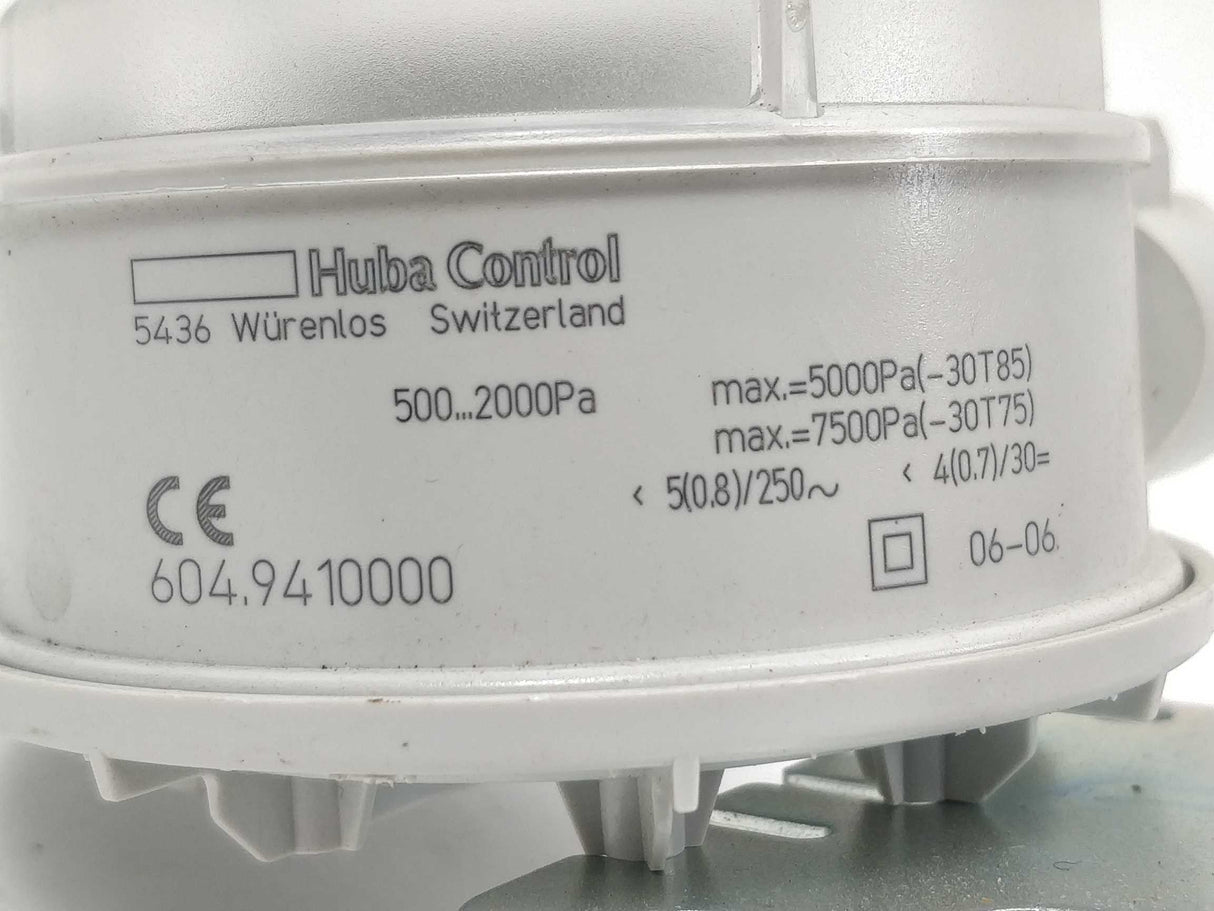 Huba Control
5436 Würenlos Switzerland
500...2000Pa
max.=5000Pa(-30T85)
max.=7500Pa(-30T75)
< 5(0.8)/250~ < 4(0.7)/30=
CE
604.9410000
06-06.